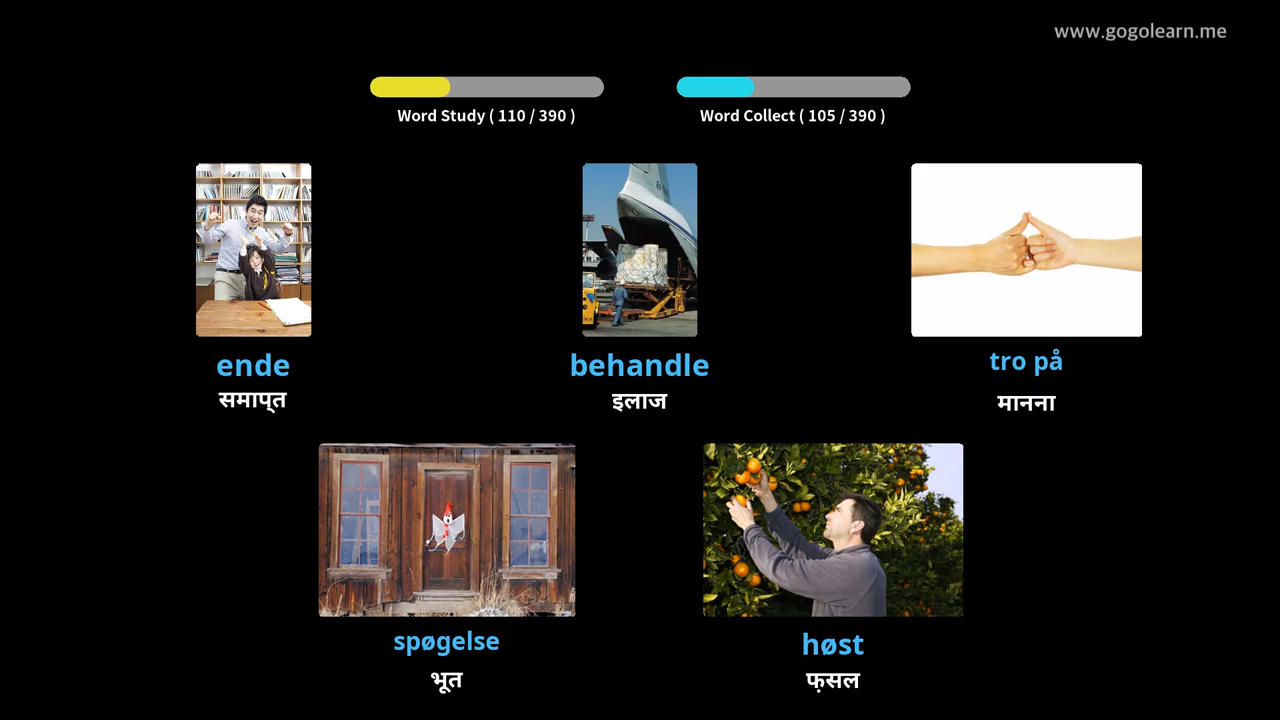 www.gogolearn.me
Word Study ( 110 / 390 )
Word Collect ( 105 / 390 )
ende
समाप्त
behandle
इलाज
tro på
मानना
spøgelse
भूत
høst
फ़सल